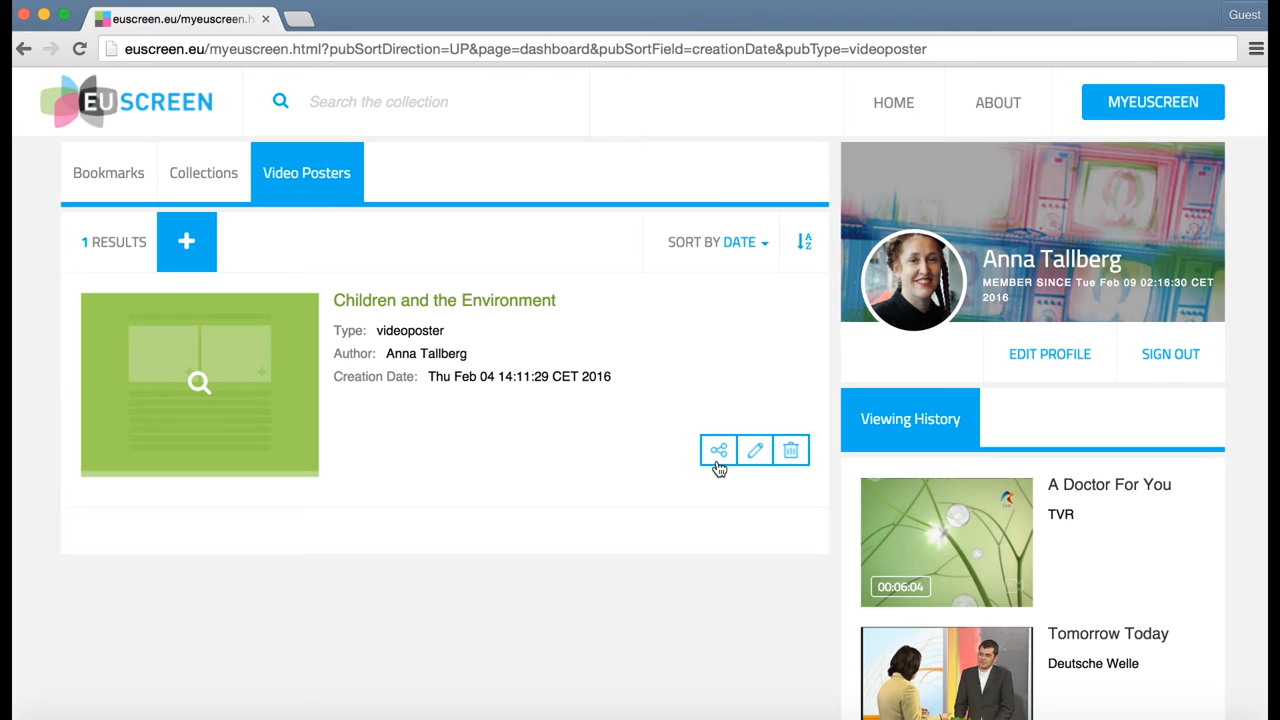 euscreen.eu/myeuscreen.h
Guest
euscreen.eu/myeuscreen.html?pubSortDirection=UP&page=dashboard&pubSortField=creationDate&pubType=videoposter
EUSCREEN
Search the collection
HOME
ABOUT
MYEUSCREEN
Bookmarks
Collections
Video Posters
1 RESULTS
+
SORT BY DATE
A
Z
Children and the Environment
Type: videoposter
Author: Anna Tallberg
Creation Date: Thu Feb 04 14:11:29 CET 2016
Anna Tallberg
MEMBER SINCE Tue Feb 09 02:16:30 CET
2016
EDIT PROFILE
SIGN OUT
Viewing History
A Doctor For You
TVR
00:06:04
Tomorrow Today
Deutsche Welle